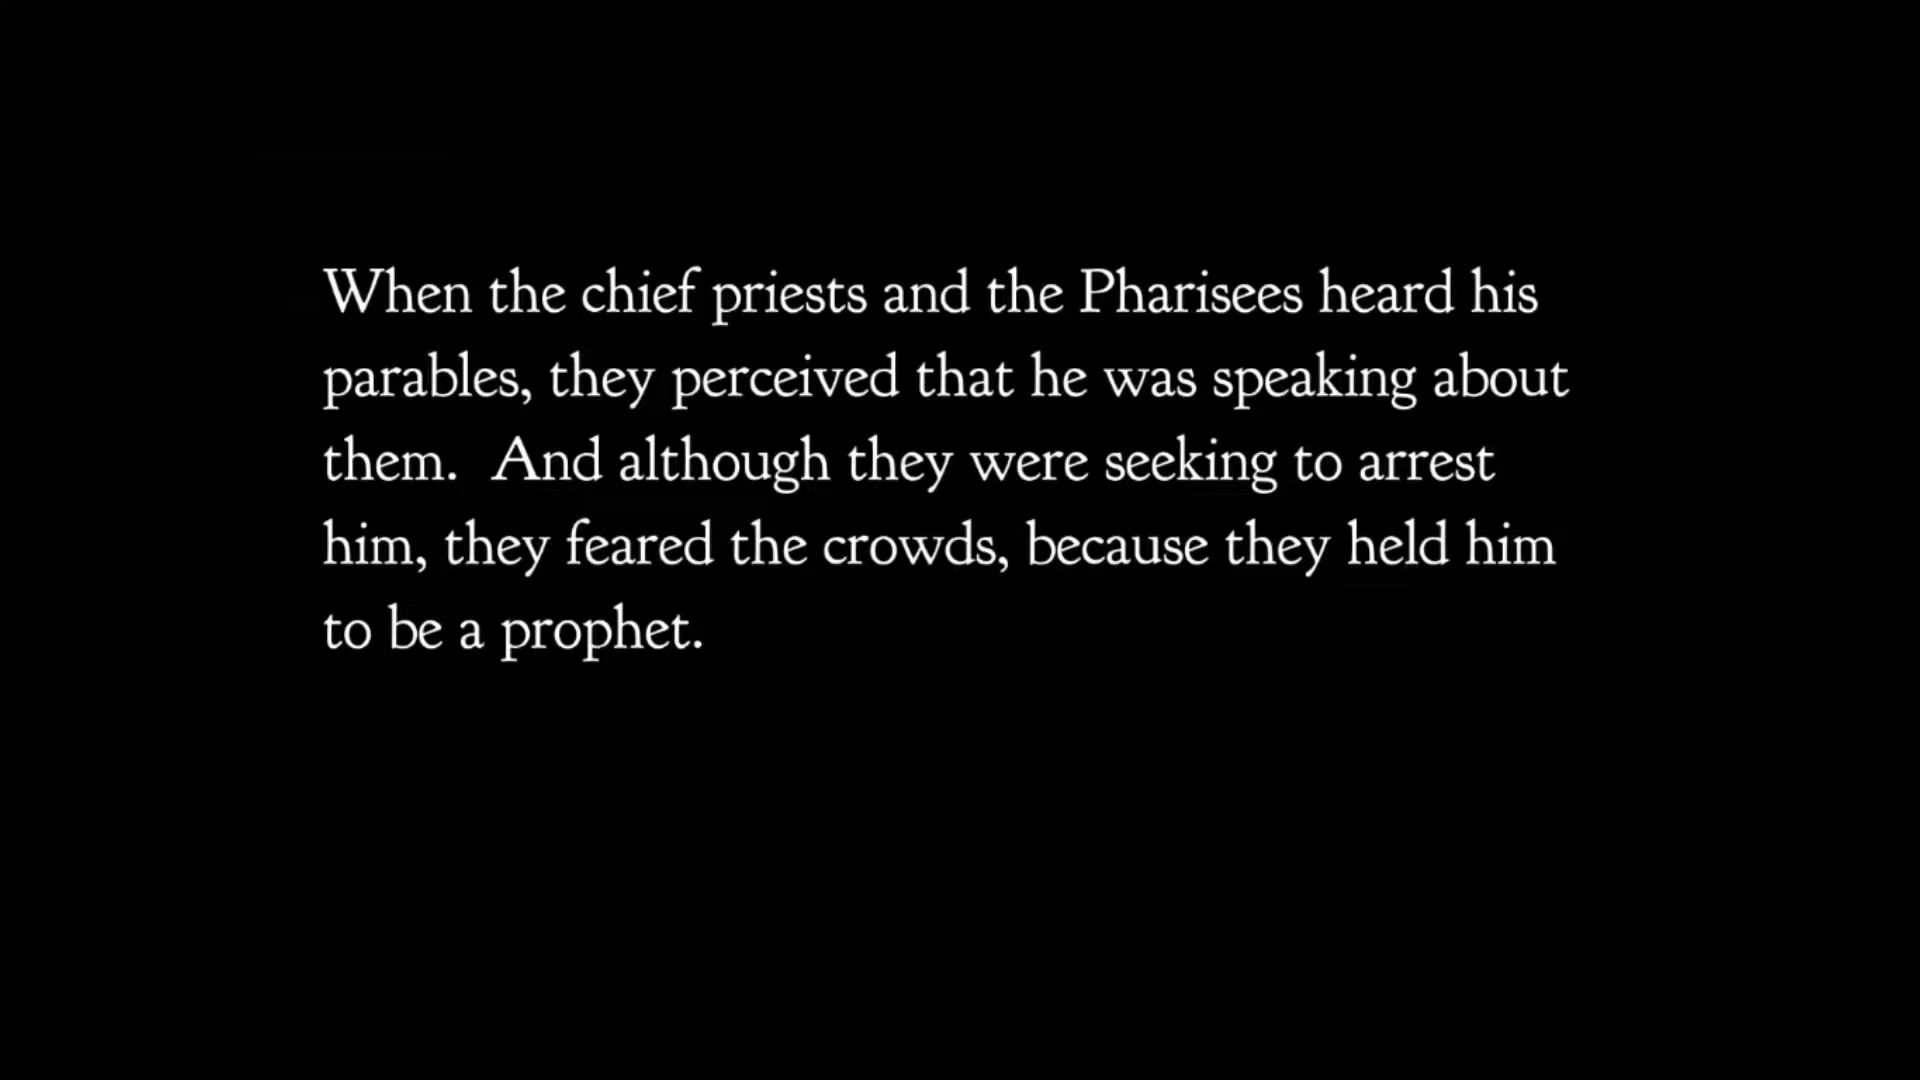 When the chief priests and the Pharisees heard his
parables, they perceived that he was speaking about
them.  And although they were seeking to arrest
him, they feared the crowds, because they held him
to be a prophet.